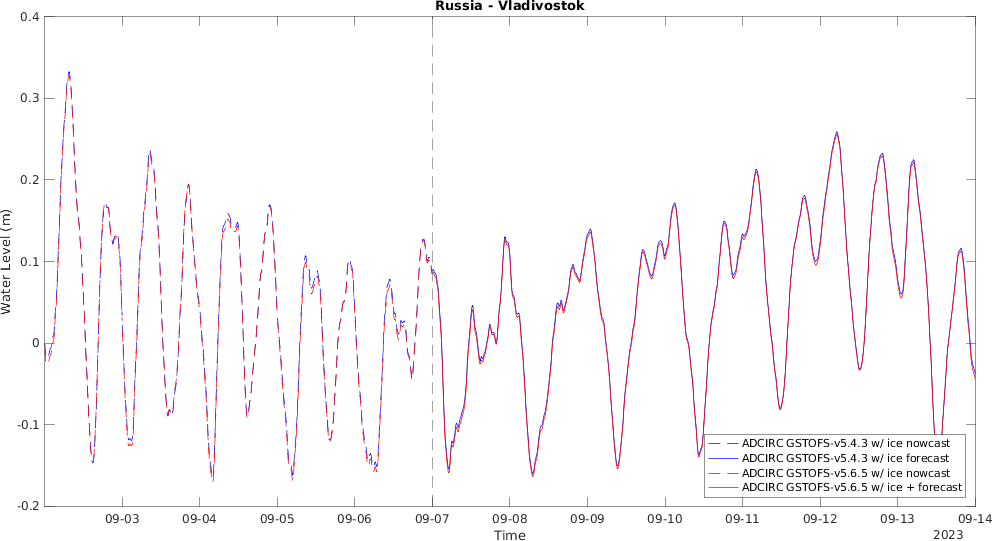 Russia - Vladivostok
0.4
0.3
0.2
0.1
0
-0.1
-0.2
Water Level (m)
ADCIRC GSTOFS-v5.4.3 w/ ice nowcast
ADCIRC GSTOFS-v5.4.3 w/ ice forecast
ADCIRC GSTOFS-v5.6.5 w/ ice nowcast
ADCIRC GSTOFS-v5.6.5 w/ ice + forecast
09-03 09-04 09-05 09-06 09-07 09-08 09-09 09-10 09-11 09-12 09-13 09-14
Time
2023